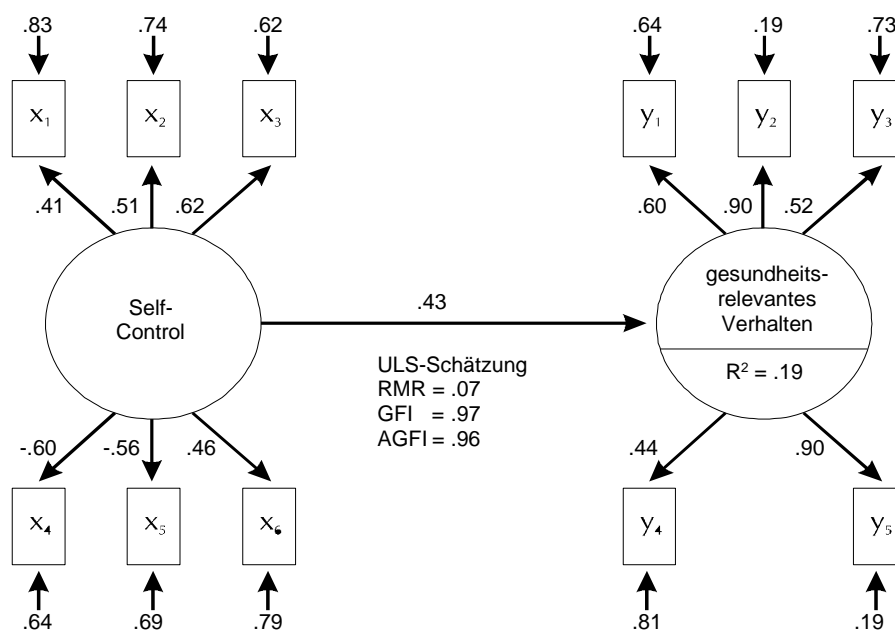 .83 .74 .62 .64 .19 .73
x₁ x₂ x₃ y₁ y₂ y₃
.41 .51 .62 .60 .90 .52
Self-
Control
.43
gesundheits-
relevantes
Verhalten
R² = .19
ULS-Schätzung
RMR = .07
GFI = .97
AGFI = .96
-.60 -.56 .46 .44 .90
x₄ x₅ x₆ y₄ y₅
.64 .69 .79 .81 .19